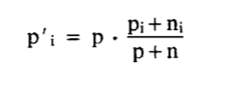 p'ᵢ = p · (pᵢ + nᵢ) / (p + n)